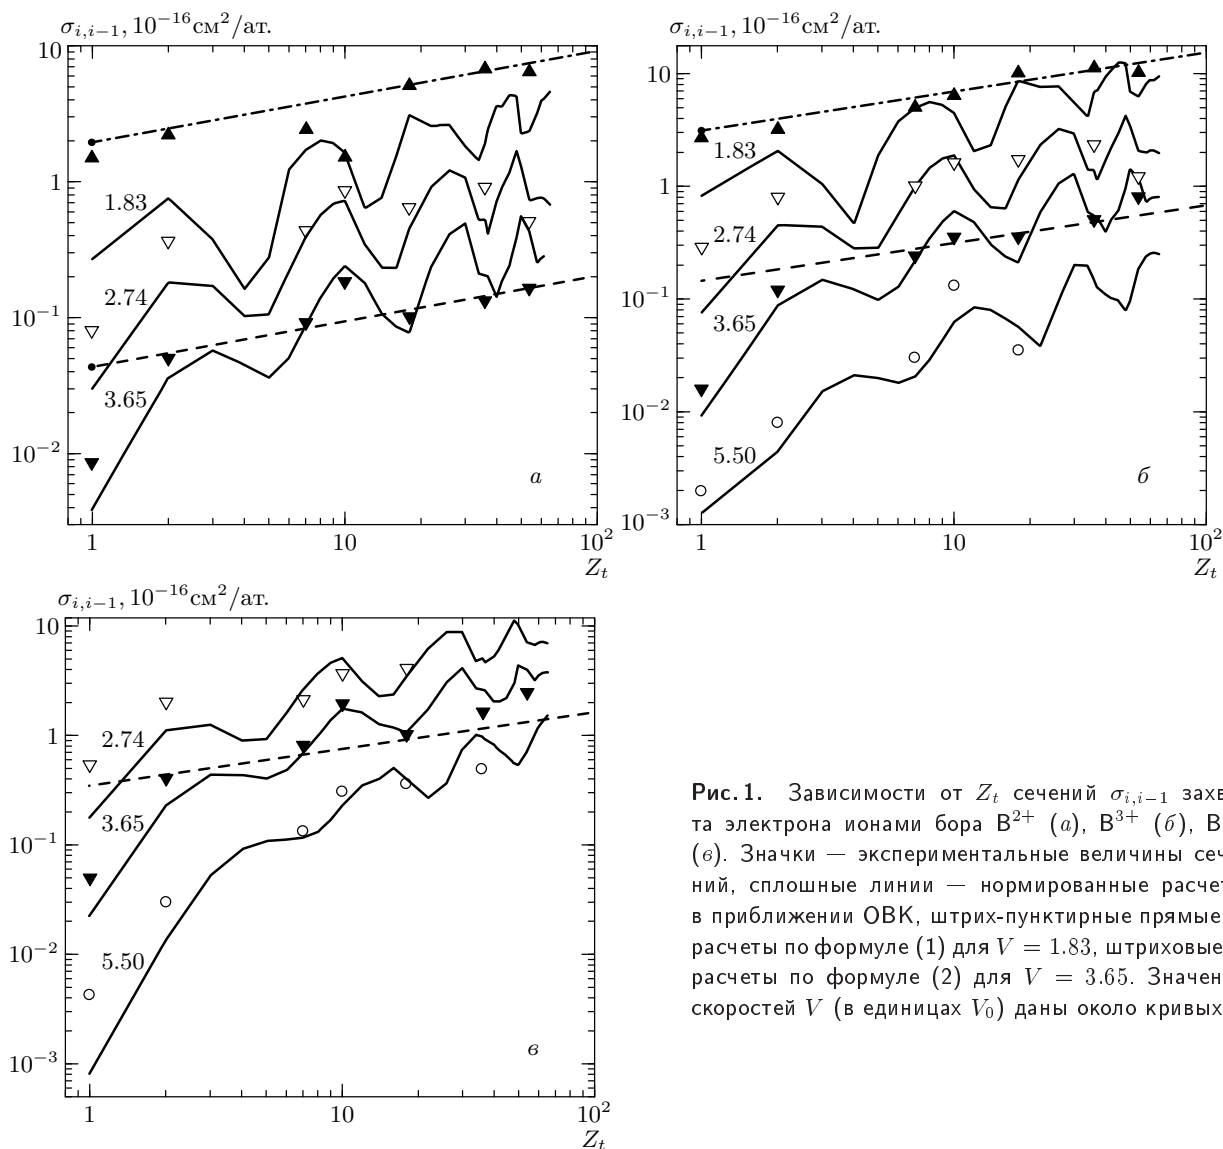 σ_{i,i−1}, 10^{−16}см^2/ат.
10
1
10^{−1}
10^{−2}
1.83
2.74
3.65
а
1 10 10^2
Z_t
σ_{i,i−1}, 10^{−16}см^2/ат.
10
1
10^{−1}
10^{−2}
10^{−3}
1.83
2.74
3.65
5.50
б
1 10 10^2
Z_t
σ_{i,i−1}, 10^{−16}см^2/ат.
10
1
10^{−1}
10^{−2}
10^{−3}
2.74
3.65
5.50
в
1 10 10^2
Z_t
Рис. 1. Зависимости от Z_t сечений σ_{i,i−1} захв
та электрона ионами бора B^{2+} (а), B^{3+} (б), B
(в). Значки — экспериментальные величины сеч
ний, сплошные линии — нормированные расчет
в приближении ОВК, штрих-пунктирные прямые
расчеты по формуле (1) для V = 1.83, штриховые
расчеты по формуле (2) для V = 3.65. Значен
скоростей V (в единицах V_0) даны около кривых